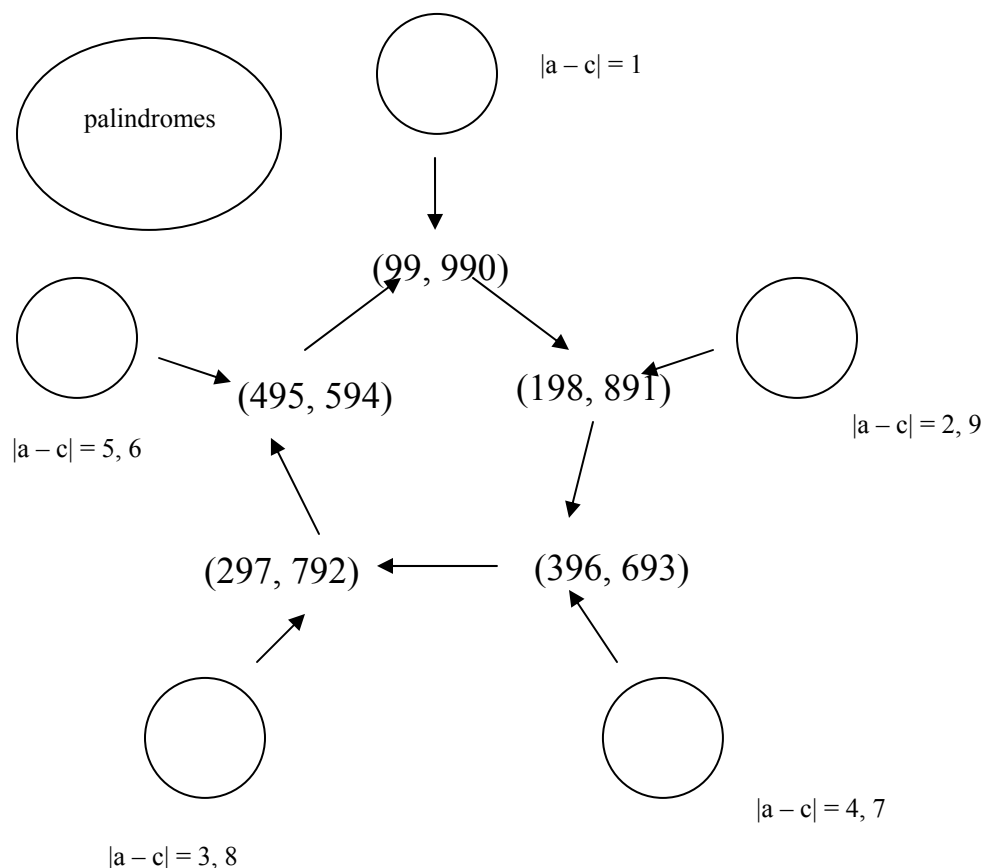 |a – c| = 1
palindromes
(99, 990)
(495, 594)
(198, 891)
|a – c| = 2, 9
|a – c| = 5, 6
(297, 792)
(396, 693)
|a – c| = 4, 7
|a – c| = 3, 8